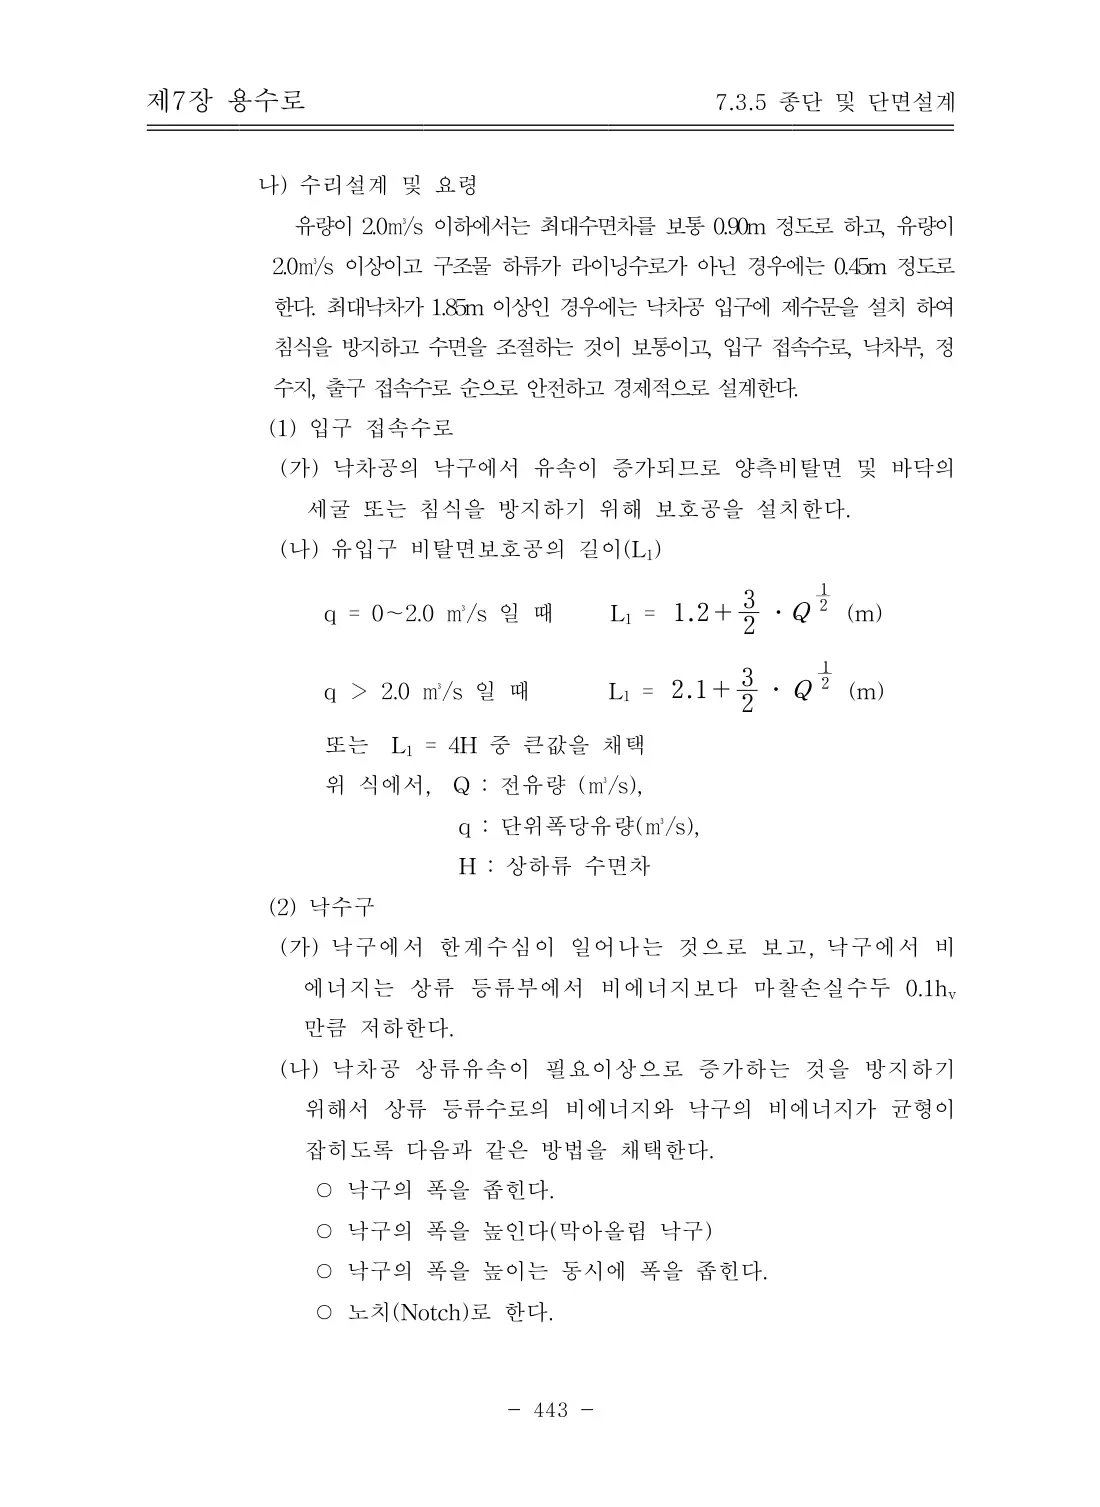 제7장 용수로
7.3.5 종단 및 단면설계
나) 수리설계 및 요령
유량이 2.0㎥/s 이하에서는 최대수면차를 보통 0.90m 정도로 하고, 유량이
2.0㎥/s 이상이고 구조물 하류가 라이닝수로가 아닌 경우에는 0.45m 정도로
한다. 최대낙차가 1.85m 이상인 경우에는 낙차공 입구에 제수문을 설치 하여
침식을 방지하고 수면을 조절하는 것이 보통이고, 입구 접속수로, 낙차부, 정
수지, 출구 접속수로 순으로 안전하고 경제적으로 설계한다.
(1) 입구 접속수로
(가) 낙차공의 낙구에서 유속이 증가되므로 양측비탈면 및 바닥의
세굴 또는 침식을 방지하기 위해 보호공을 설치한다.
(나) 유입구 비탈면보호공의 길이(L₁)
q = 0∼2.0 ㎥/s 일 때 L₁ = 1.2+3/2 · Q^1/2 (m)
q > 2.0 ㎥/s 일 때 L₁ = 2.1+3/2 · Q^1/2 (m)
또는 L₁ = 4H 중 큰값을 채택
위 식에서, Q : 전유량 (㎥/s),
q : 단위폭당유량(㎥/s),
H : 상하류 수면차
(2) 낙수구
(가) 낙구에서 한계수심이 일어나는 것으로 보고, 낙구에서 비
에너지는 상류 등류부에서 비에너지보다 마찰손실수두 0.1hᵥ
만큼 저하한다.
(나) 낙차공 상류유속이 필요이상으로 증가하는 것을 방지하기
위해서 상류 등류수로의 비에너지와 낙구의 비에너지가 균형이
잡히도록 다음과 같은 방법을 채택한다.
○ 낙구의 폭을 좁힌다.
○ 낙구의 폭을 높인다(막아올림 낙구)
○ 낙구의 폭을 높이는 동시에 폭을 좁힌다.
○ 노치(Notch)로 한다.
- 443 -